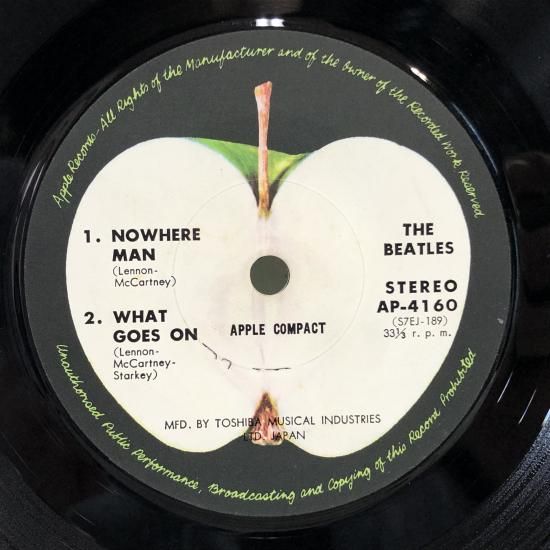 Apple Records-All Rights of the Manufacturer and of the Owner of the Recorded Work Reserved
1. NOWHERE
MAN
(Lennon-
McCartney)
2. WHAT
GOES ON
(Lennon-
McCartney-
Starkey)
APPLE COMPACT
THE
BEATLES
STEREO
AP-4160
(S7EJ-189)
33⅓ r. p. m.
MFD. BY TOSHIBA MUSICAL INDUSTRIES
LTD. JAPAN
Unauthorised Public Performance, Broadcasting and Copying of this Record Prohibited